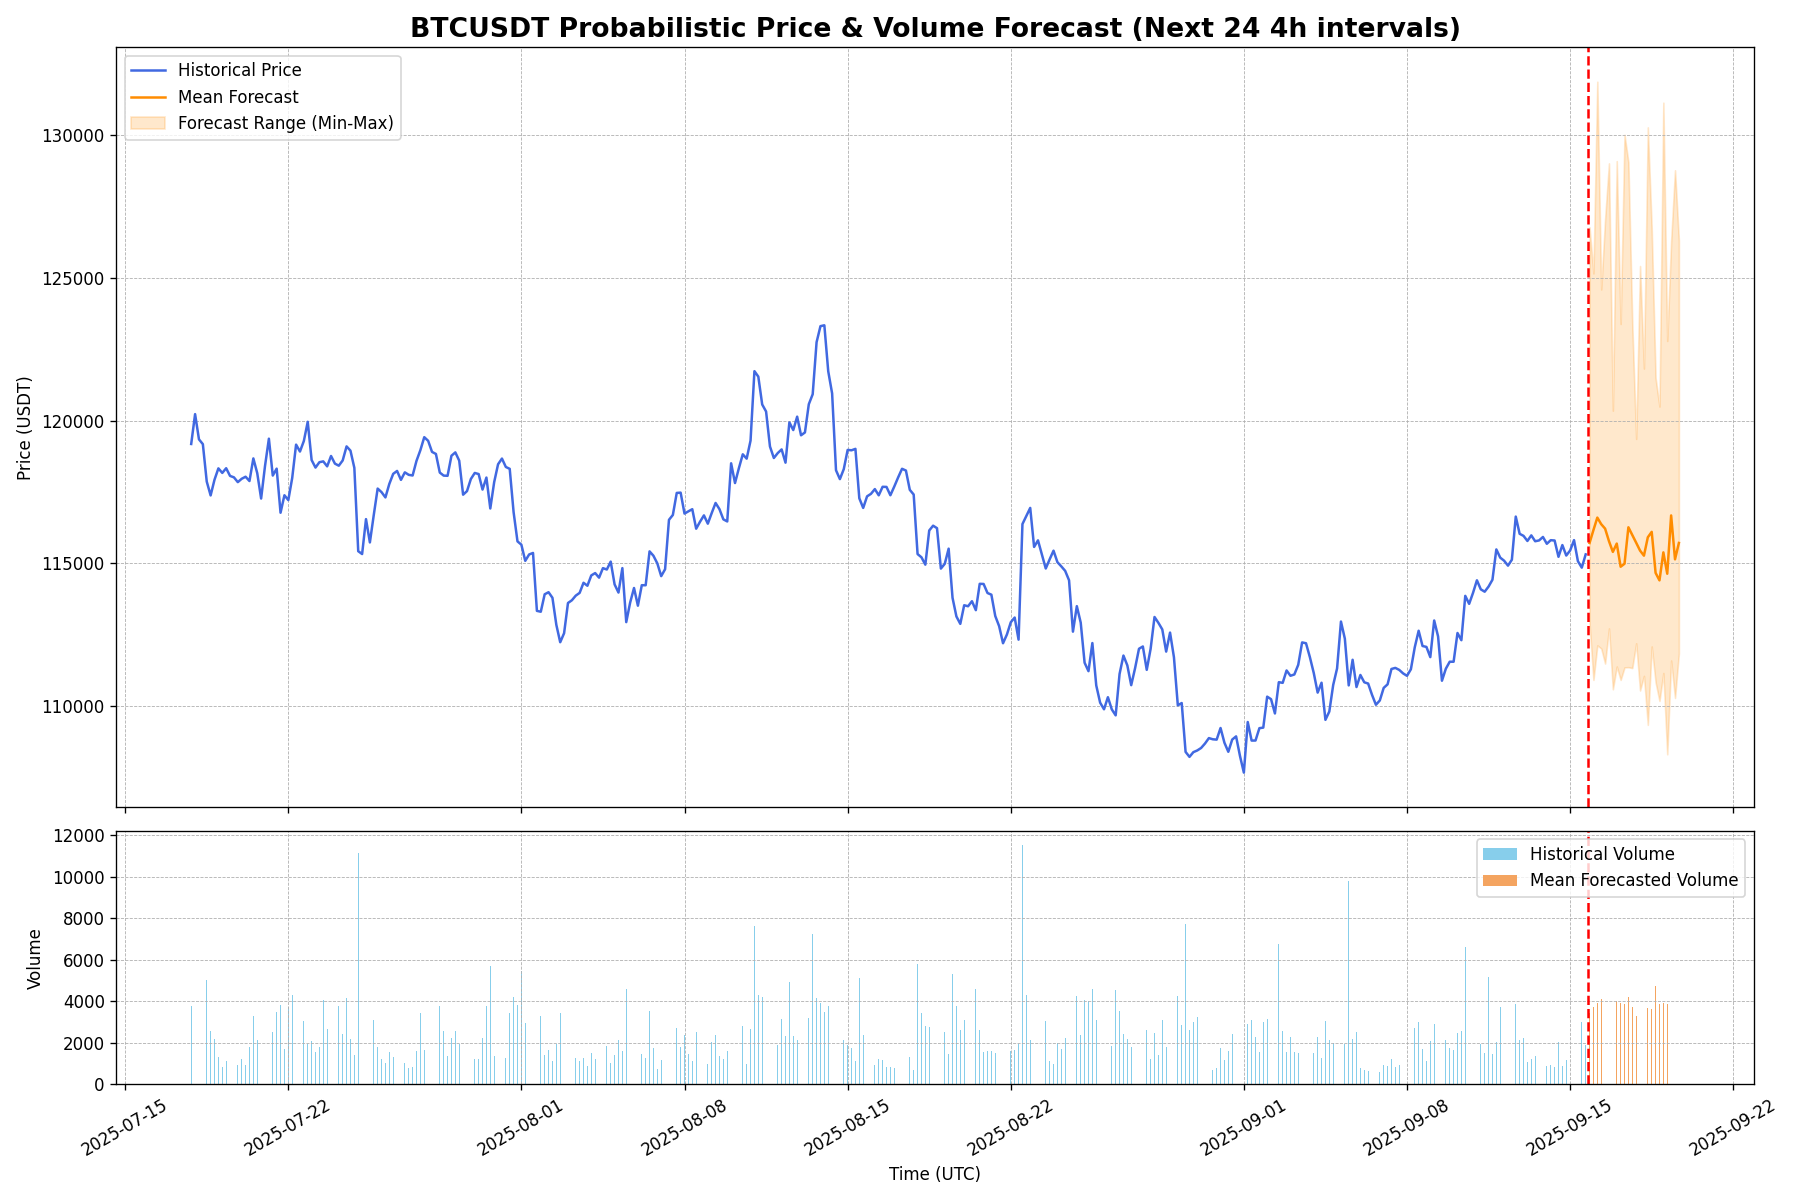 BTCUSDT Probabilistic Price & Volume Forecast (Next 24 4h intervals)
Historical Price
Mean Forecast
Forecast Range (Min-Max)
130000
125000
120000
115000
110000
Price (USDT)
Historical Volume
Mean Forecasted Volume
12000
10000
8000
6000
4000
2000
0
Volume
2025-07-15
2025-07-22
2025-08-01
2025-08-08
2025-08-15
2025-08-22
2025-09-01
2025-09-08
2025-09-15
2025-09-22
Time (UTC)